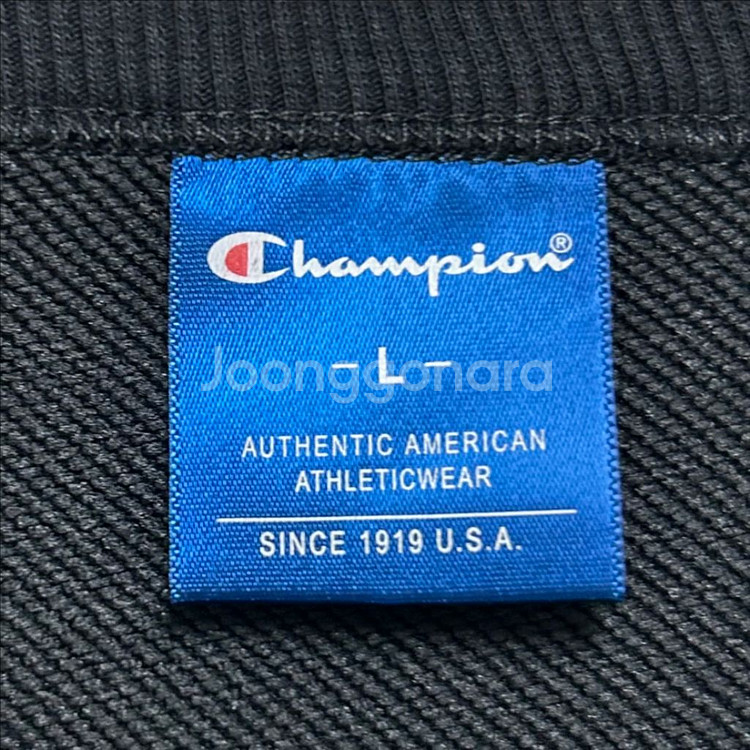 Champion®
- L -
Joonggonara
AUTHENTIC AMERICAN
ATHLETICWEAR
SINCE 1919 U.S.A.